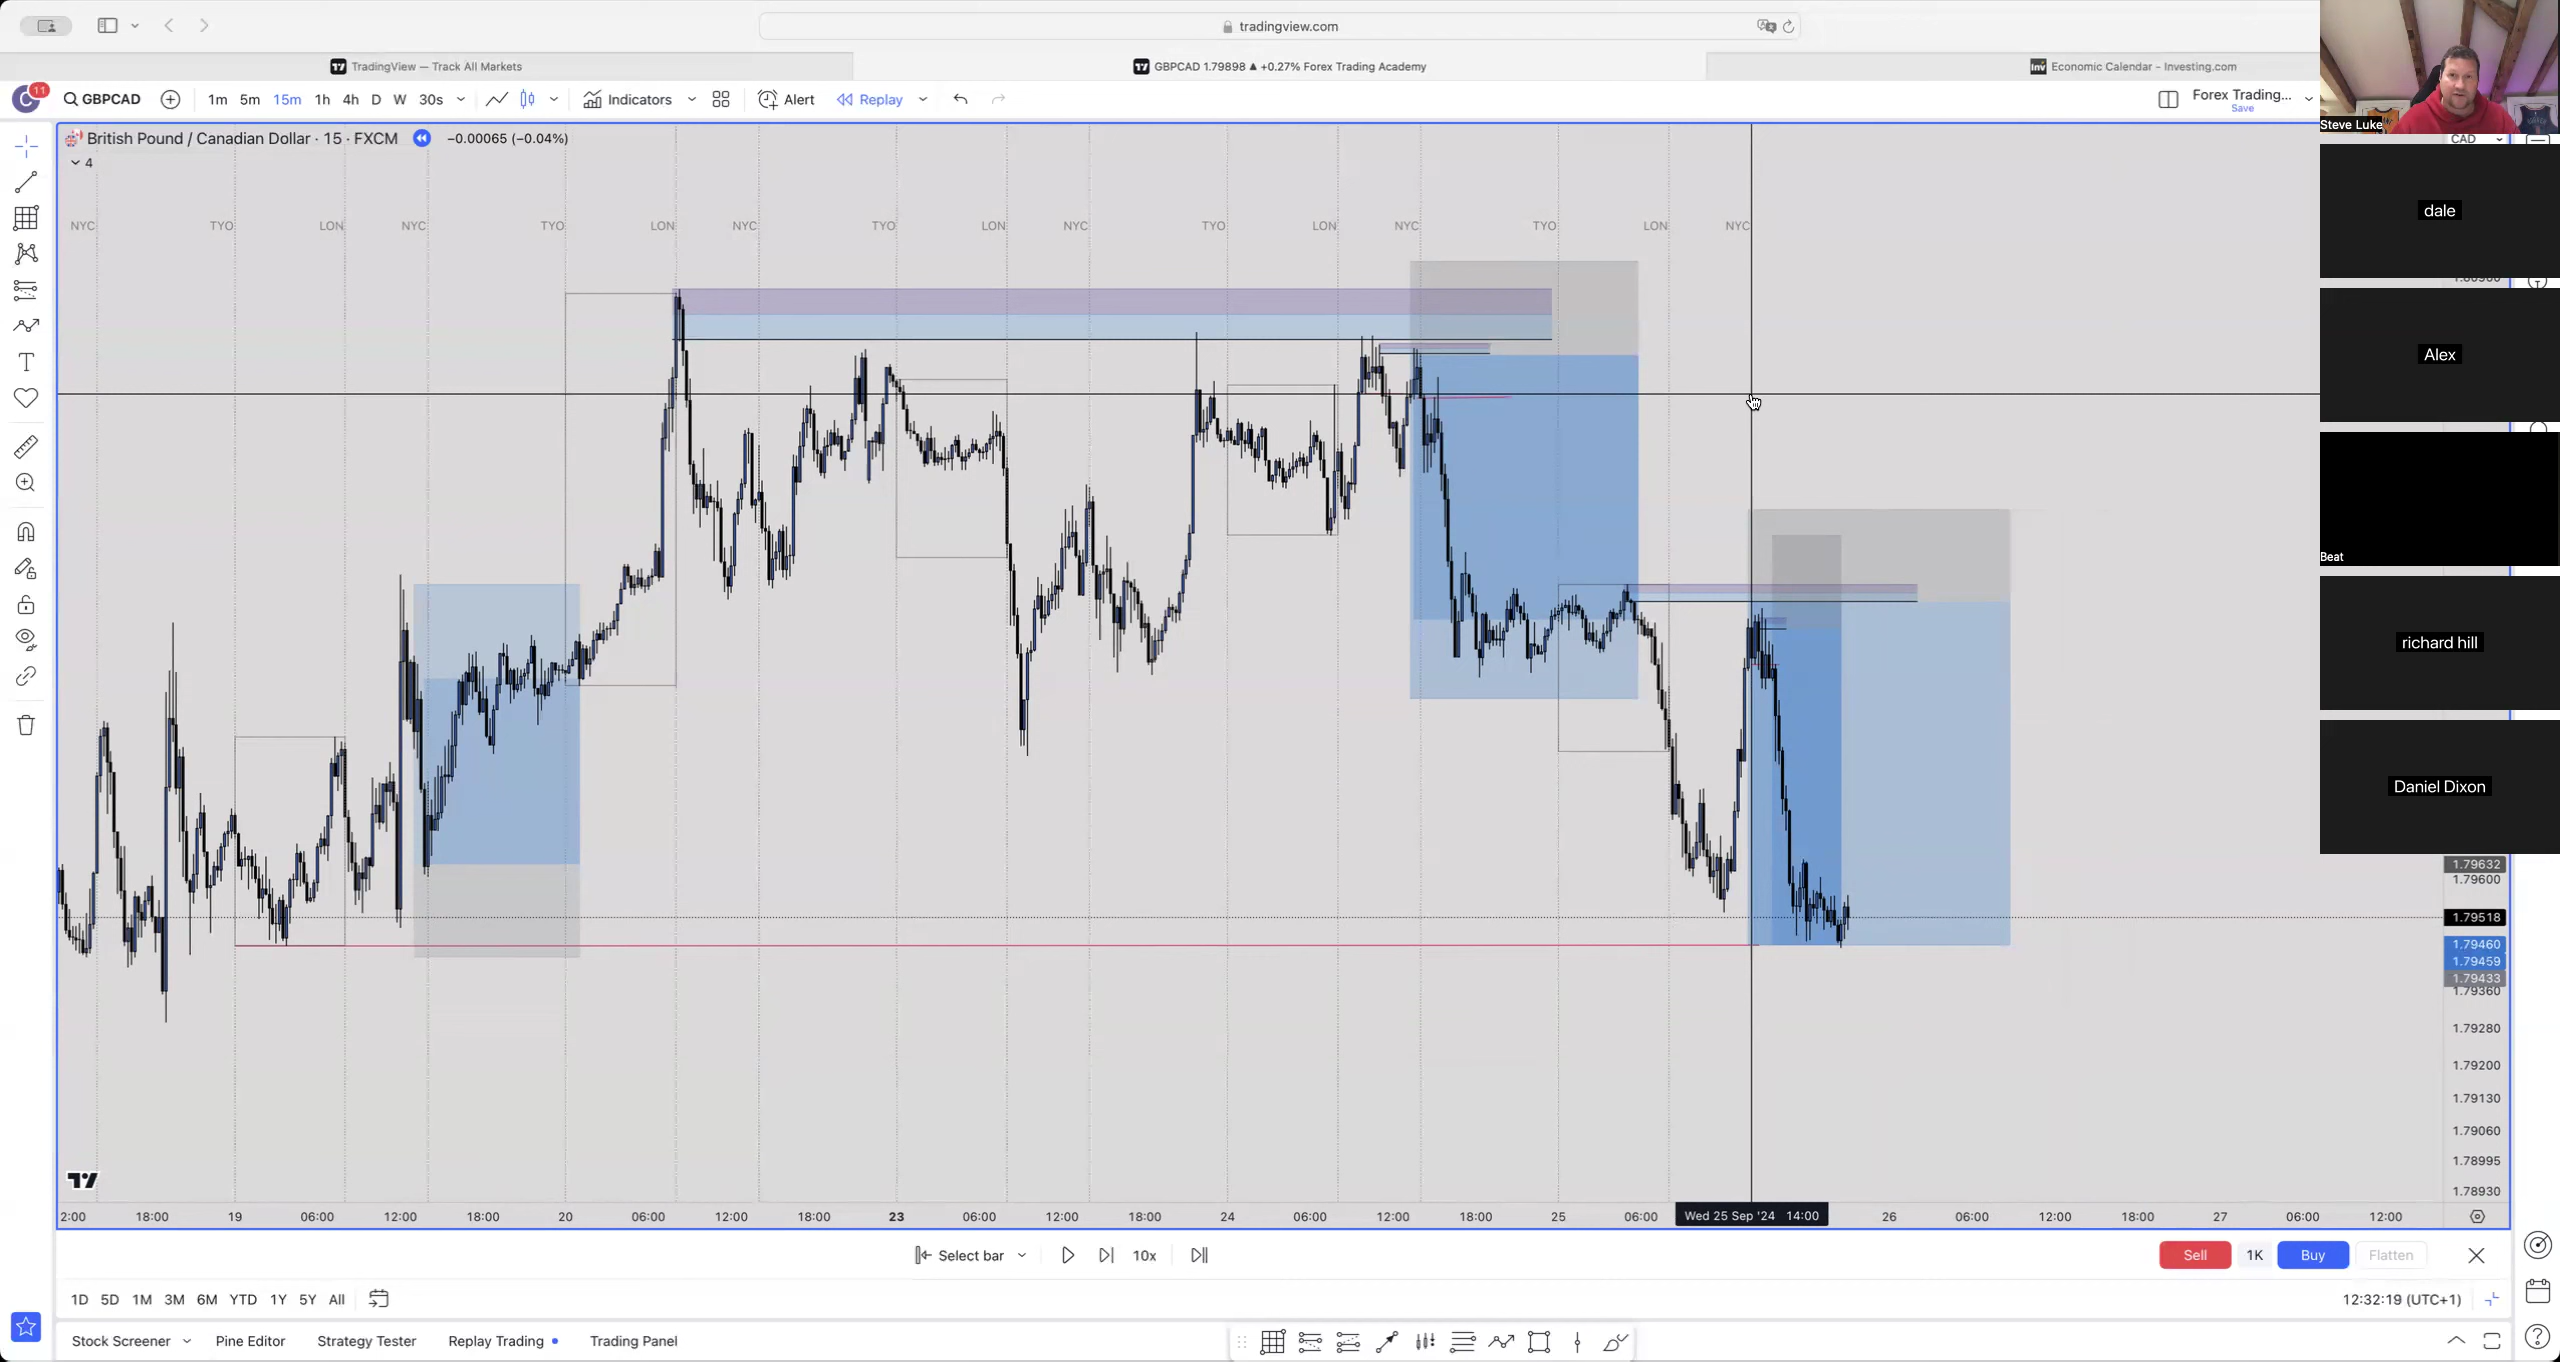 tradingview.com
TradingView — Track All Markets
GBPCAD 1.79898 ▲ +0.27% Forex Trading Academy
Economic Calendar - Investing.com
C 11
GBPCAD
1m 5m 15m 1h 4h D W 30s
Indicators
Alert
Replay
Forex Trading...
Save
Steve Luke
British Pound / Canadian Dollar · 15 · FXCM
−0.00065 (−0.04%)
CAD
4
NYC TYO LON NYC TYO LON NYC TYO LON NYC TYO LON NYC TYO LON NYC
dale
Alex
Beat
richard hill
Daniel Dixon
1.79632
1.79600
1.79518
1.79460
1.79459
1.79433
1.79360
1.79280
1.79200
1.79130
1.79060
1.78995
1.78930
2:00 18:00 19 06:00 12:00 18:00 20 06:00 12:00 18:00 23 06:00 12:00 18:00 24 06:00 12:00 18:00 25 06:00 Wed 25 Sep '24 14:00 26 06:00 12:00 18:00 27 06:00 12:00
Select bar
10x
Sell 1K Buy Flatten
1D 5D 1M 3M 6M YTD 1Y 5Y All
12:32:19 (UTC+1)
Stock Screener Pine Editor Strategy Tester Replay Trading Trading Panel